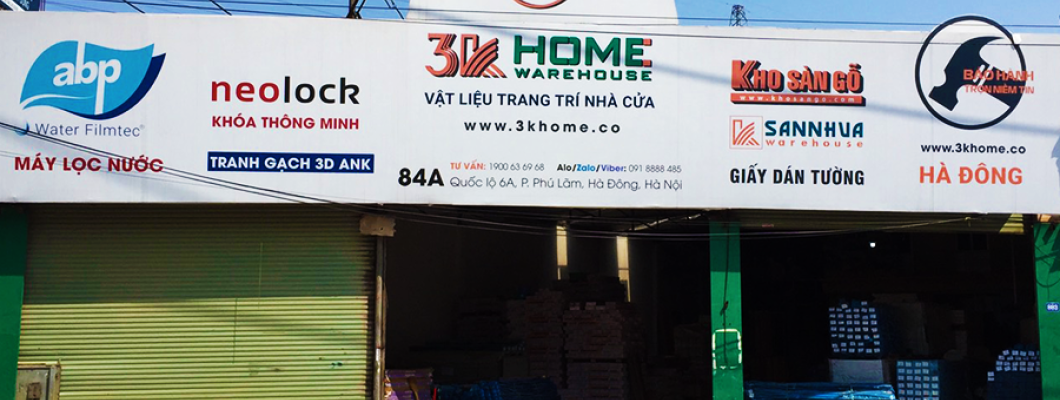 abp
Water Filmtec®
MÁY LỌC NƯỚC
neolock
KHÓA THÔNG MINH
TRANH GẠCH 3D ANK
3K HOME
WAREHOUSE
VẬT LIỆU TRANG TRÍ NHÀ CỬA
www.3khome.co
84A
TƯ VẤN: 1900 63 69 68 Alo/Zalo/Viber: 091 8888 485
Quốc lộ 6A, P. Phú Lãm, Hà Đông, Hà Nội
KHO SÀN GỖ
www.khosango.com
SANNHUA
warehouse
GIẤY DÁN TƯỜNG
BẢO HÀNH
TRỌN NIỀM TIN
www.3khome.co
HÀ ĐÔNG